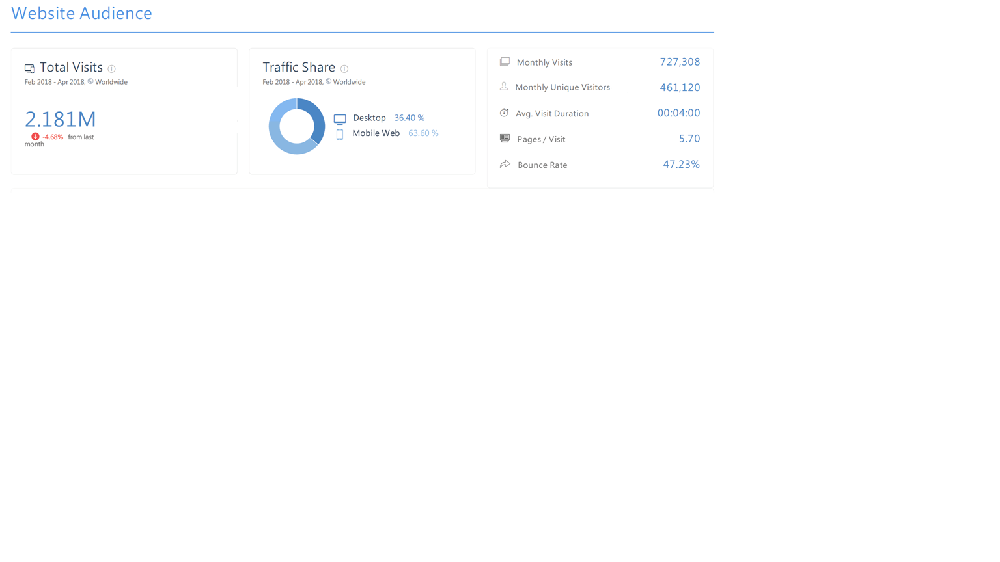 Website Audience
Total Visits
Feb 2018 - Apr 2018, Worldwide
2.181M
-4.68% from last
month
Traffic Share
Feb 2018 - Apr 2018, Worldwide
Desktop 36.40 %
Mobile Web 63.60 %
Monthly Visits 727,308
Monthly Unique Visitors 461,120
Avg. Visit Duration 00:04:00
Pages / Visit 5.70
Bounce Rate 47.23%